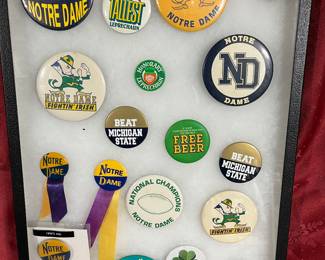 NOTRE DAME
TALLEST
LEPRECHAUN
NOTRE DAME
NOTRE DAME
FIGHTIN' IRISH
HONORARY
LEPRECHAUN
NOTRE
ND
DAME
BEAT
MICHIGAN
STATE
FREE
BEER
BEAT
MICHIGAN
STATE
NOTRE
DAME
NOTRE
DAME
NATIONAL CHAMPIONS
NOTRE DAME
NOTRE DAME
FIGHTIN' IRISH
NOTRE
DAME